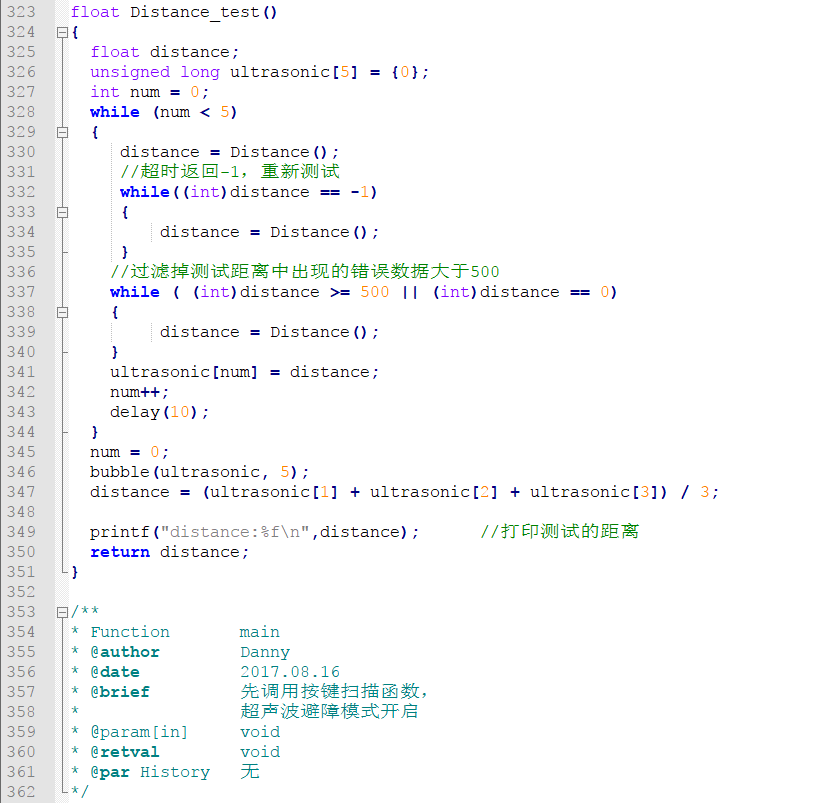 323 float Distance_test()
324 {
325   float distance;
326   unsigned long ultrasonic[5] = {0};
327   int num = 0;
328   while (num < 5)
329   {
330      distance = Distance();
331      //超时返回-1，重新测试
332      while((int)distance == -1)
333      {
334          distance = Distance();
335      }
336     //过滤掉测试距离中出现的错误数据大于500
337     while ( (int)distance >= 500 || (int)distance == 0)
338     {
339          distance = Distance();
340     }
341     ultrasonic[num] = distance;
342     num++;
343     delay(10);
344   }
345   num = 0;
346   bubble(ultrasonic, 5);
347   distance = (ultrasonic[1] + ultrasonic[2] + ultrasonic[3]) / 3;
348
349   printf("distance:%f\n",distance);      //打印测试的距离
350   return distance;
351 }
352
353 /**
354 * Function       main
355 * @author        Danny
356 * @date          2017.08.16
357 * @brief         先调用按键扫描函数，
358 *                超声波避障模式开启
359 * @param[in]     void
360 * @retval        void
361 * @par History   无
362 */